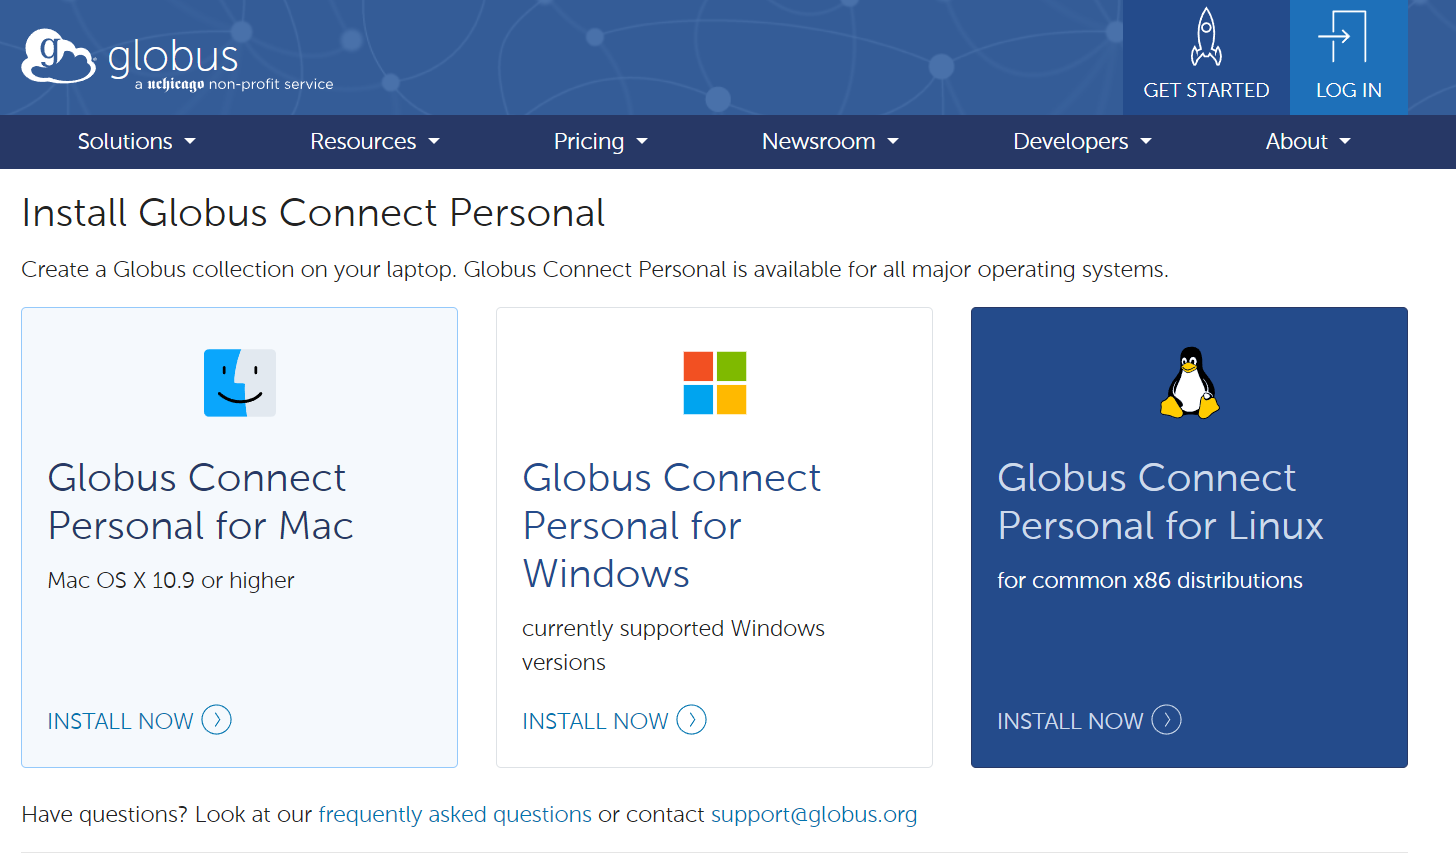 globus
a uchicago non-profit service
GET STARTED
LOG IN
Solutions
Resources
Pricing
Newsroom
Developers
About
Install Globus Connect Personal
Create a Globus collection on your laptop. Globus Connect Personal is available for all major operating systems.
Globus Connect
Personal for Mac
Mac OS X 10.9 or higher
INSTALL NOW
Globus Connect
Personal for
Windows
currently supported Windows
versions
INSTALL NOW
Globus Connect
Personal for Linux
for common x86 distributions
INSTALL NOW
Have questions? Look at our frequently asked questions or contact support@globus.org